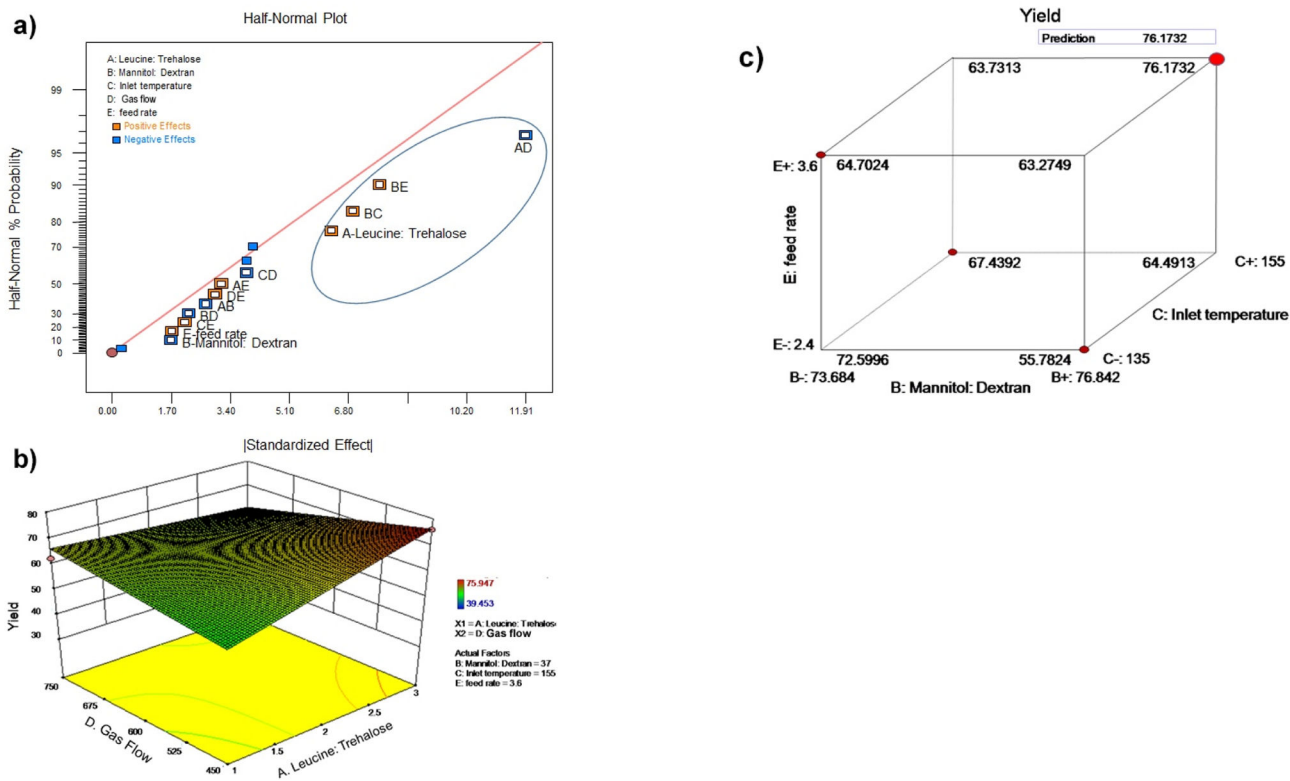 a)
Half-Normal Plot
A: Leucine: Trehalose
B: Mannitol: Dextran
C: Inlet temperature
D: Gas flow
E: feed rate
Positive Effects
Negative Effects
Half-Normal % Probability
99
95
90
80
70
50
30
20
10
0
AD
BE
BC
A-Leucine: Trehalose
CD
AE
DE
AB
BD
CE
E-feed rate
B-Mannitol: Dextran
0.00 1.70 3.40 5.10 6.80 10.20 11.91
|Standardized Effect|
b)
Yield
80
70
60
50
40
30
750
675
600
525
450
D. Gas Flow
1
1.5
2
2.5
3
A. Leucine: Trehalose
75.947
39.453
X1 = A: Leucine: Trehalos
X2 = D: Gas flow
Actual Factors
B: Mannitol: Dextran = 37
C: Inlet temperature = 155
E: feed rate = 3.6
c)
Yield
Prediction 76.1732
63.7313 76.1732
E+: 3.6 64.7024 63.2749
E: feed rate
67.4392 64.4913 C+: 155
C: Inlet temperature
E-: 2.4 72.5996 55.7824 C-: 135
B-: 73.684 B: Mannitol: Dextran B+: 76.842